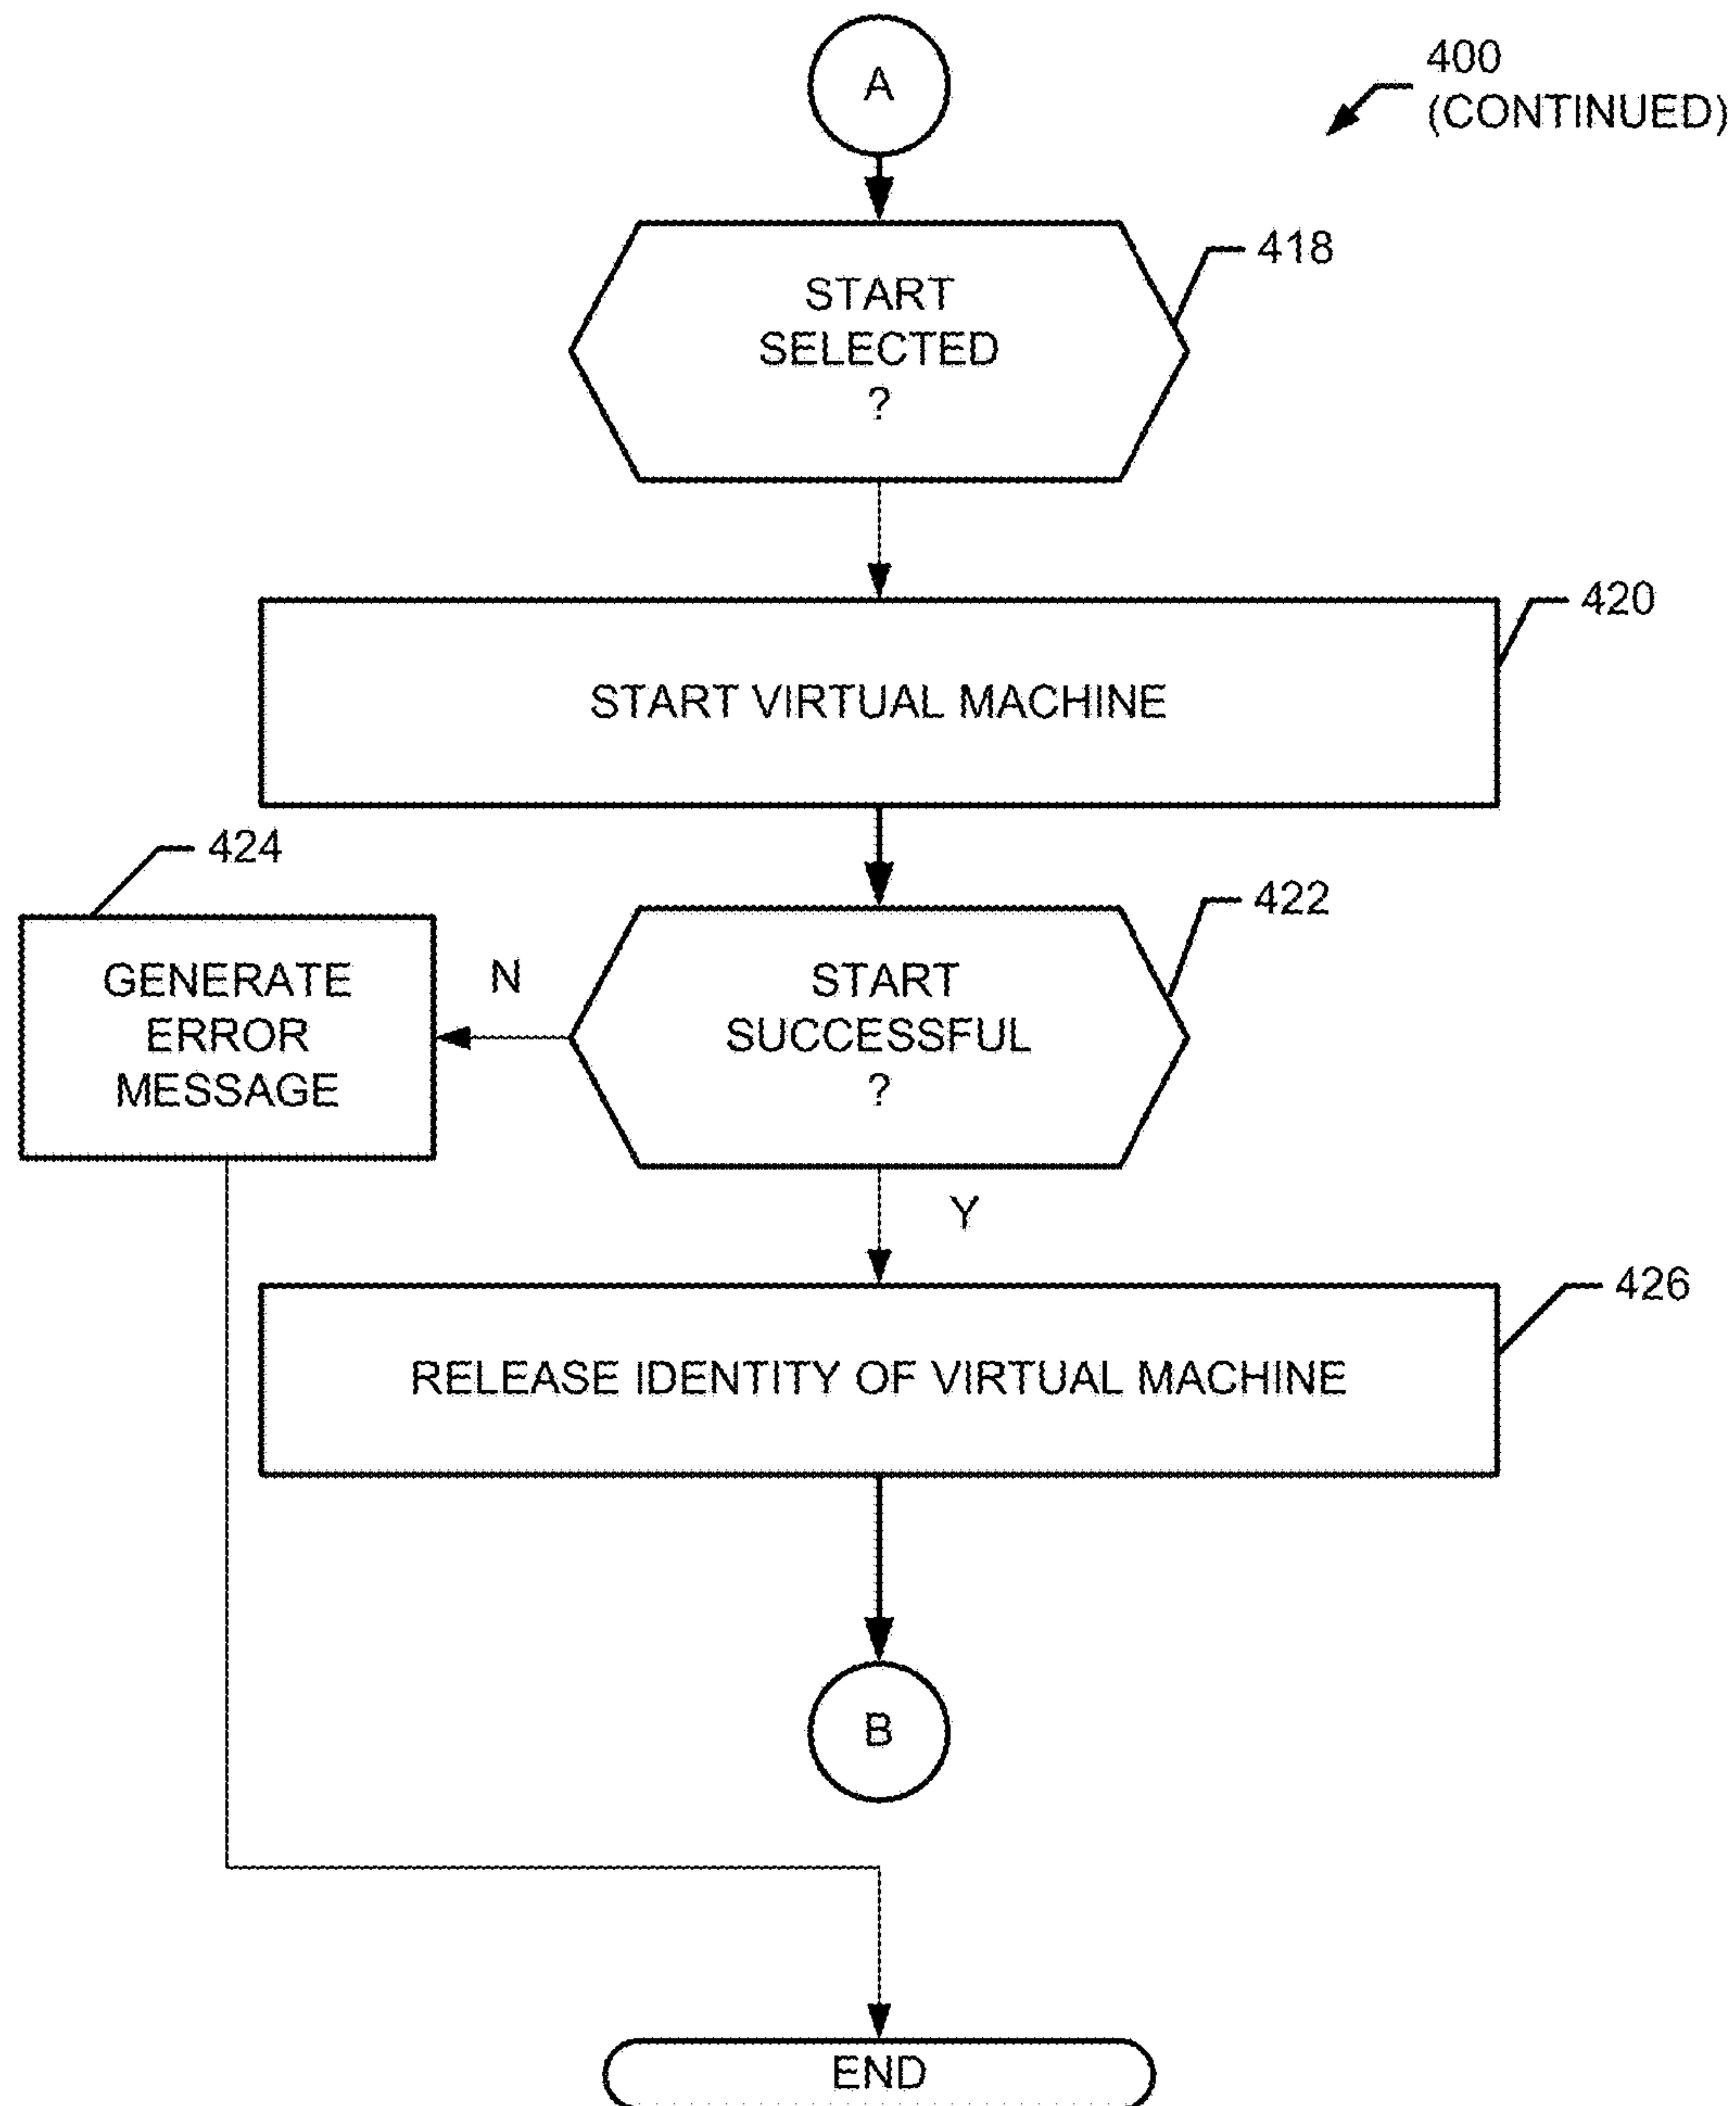 A
400
(CONTINUED)
START
SELECTED
?
418
420
START VIRTUAL MACHINE
424
422
GENERATE
ERROR
MESSAGE
N
START
SUCCESSFUL
?
Y
426
RELEASE IDENTITY OF VIRTUAL MACHINE
B
END